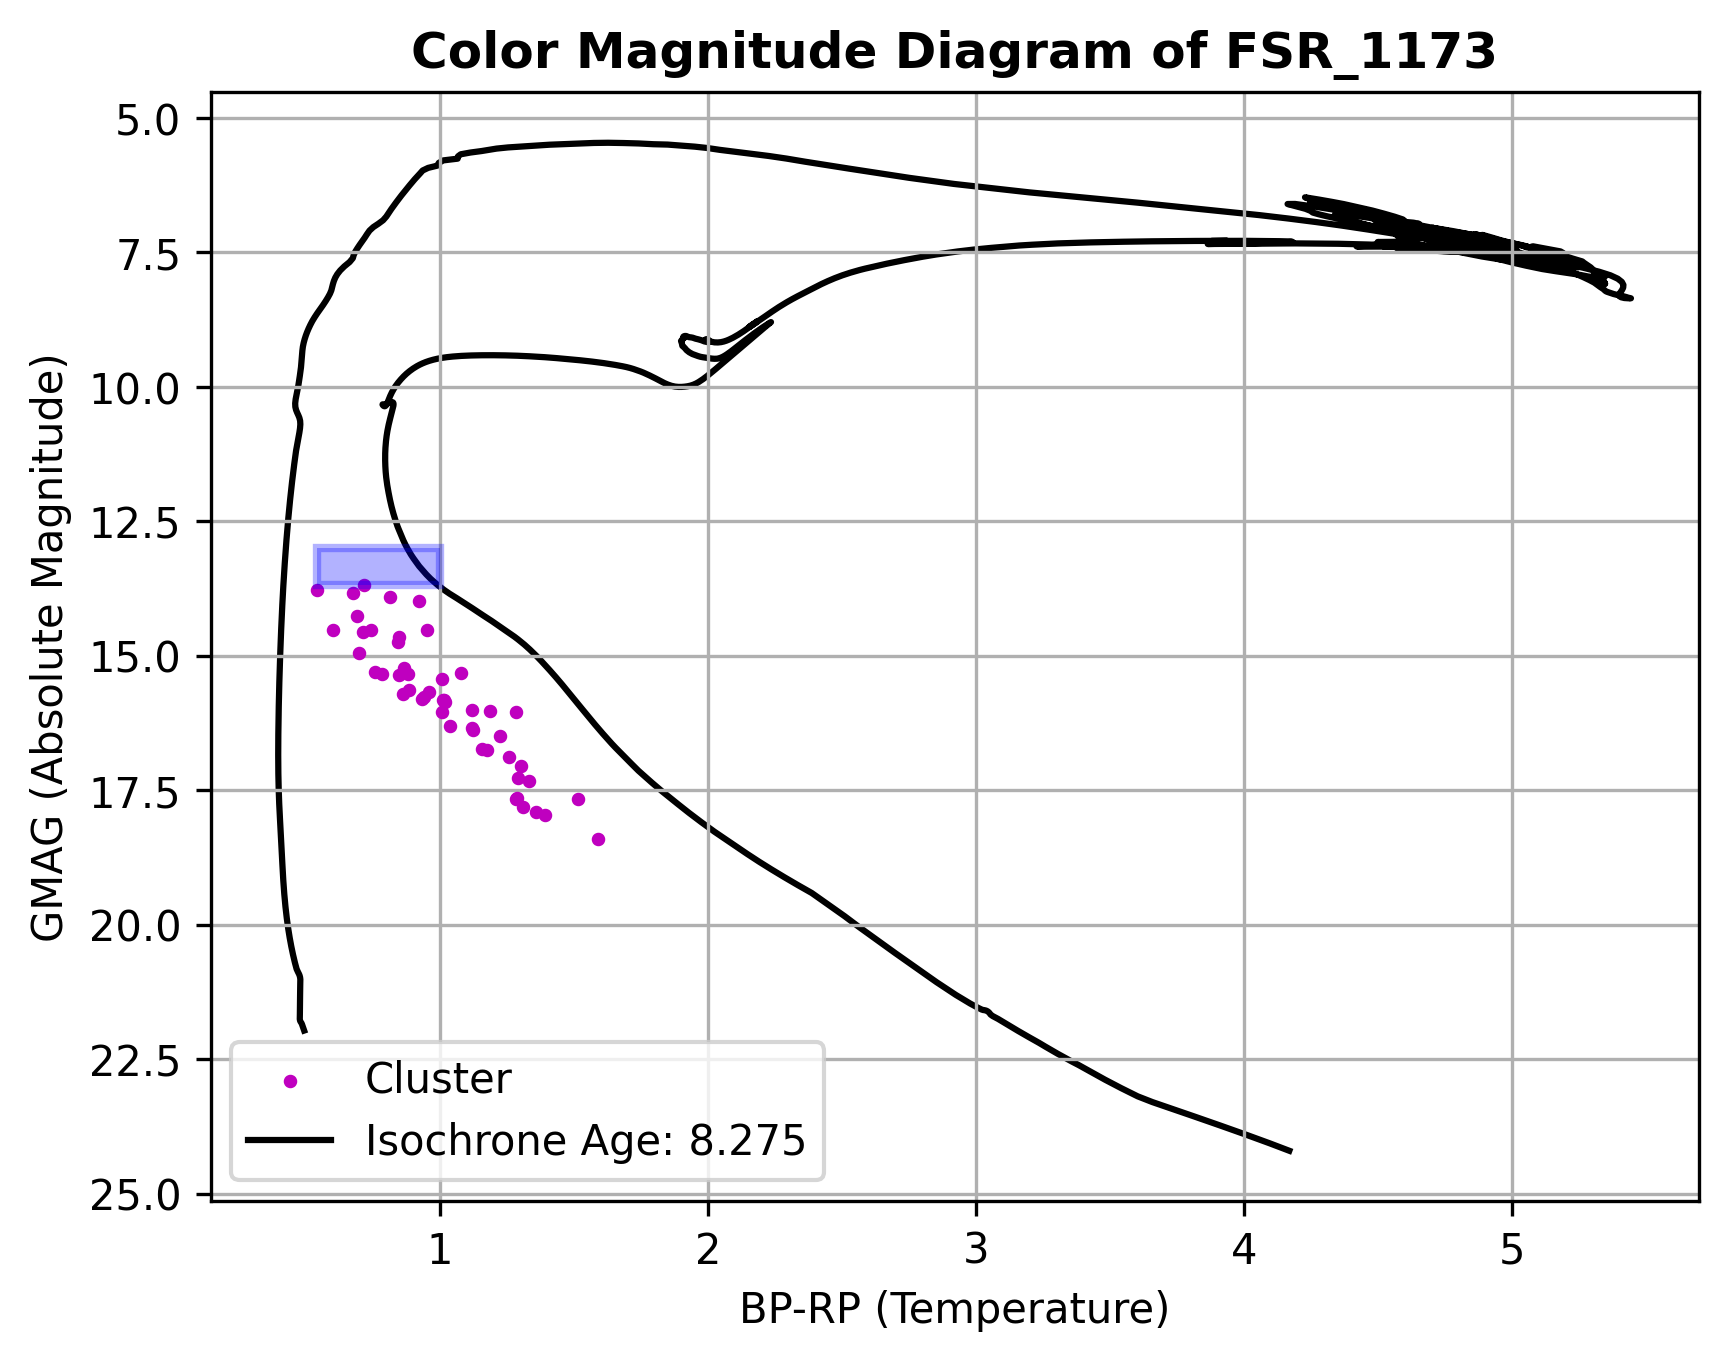 Color Magnitude Diagram of FSR_1173
5.0
7.5
10.0
12.5
15.0
17.5
20.0
22.5
25.0
GMAG (Absolute Magnitude)
Cluster
Isochrone Age: 8.275
1 2 3 4 5
BP-RP (Temperature)